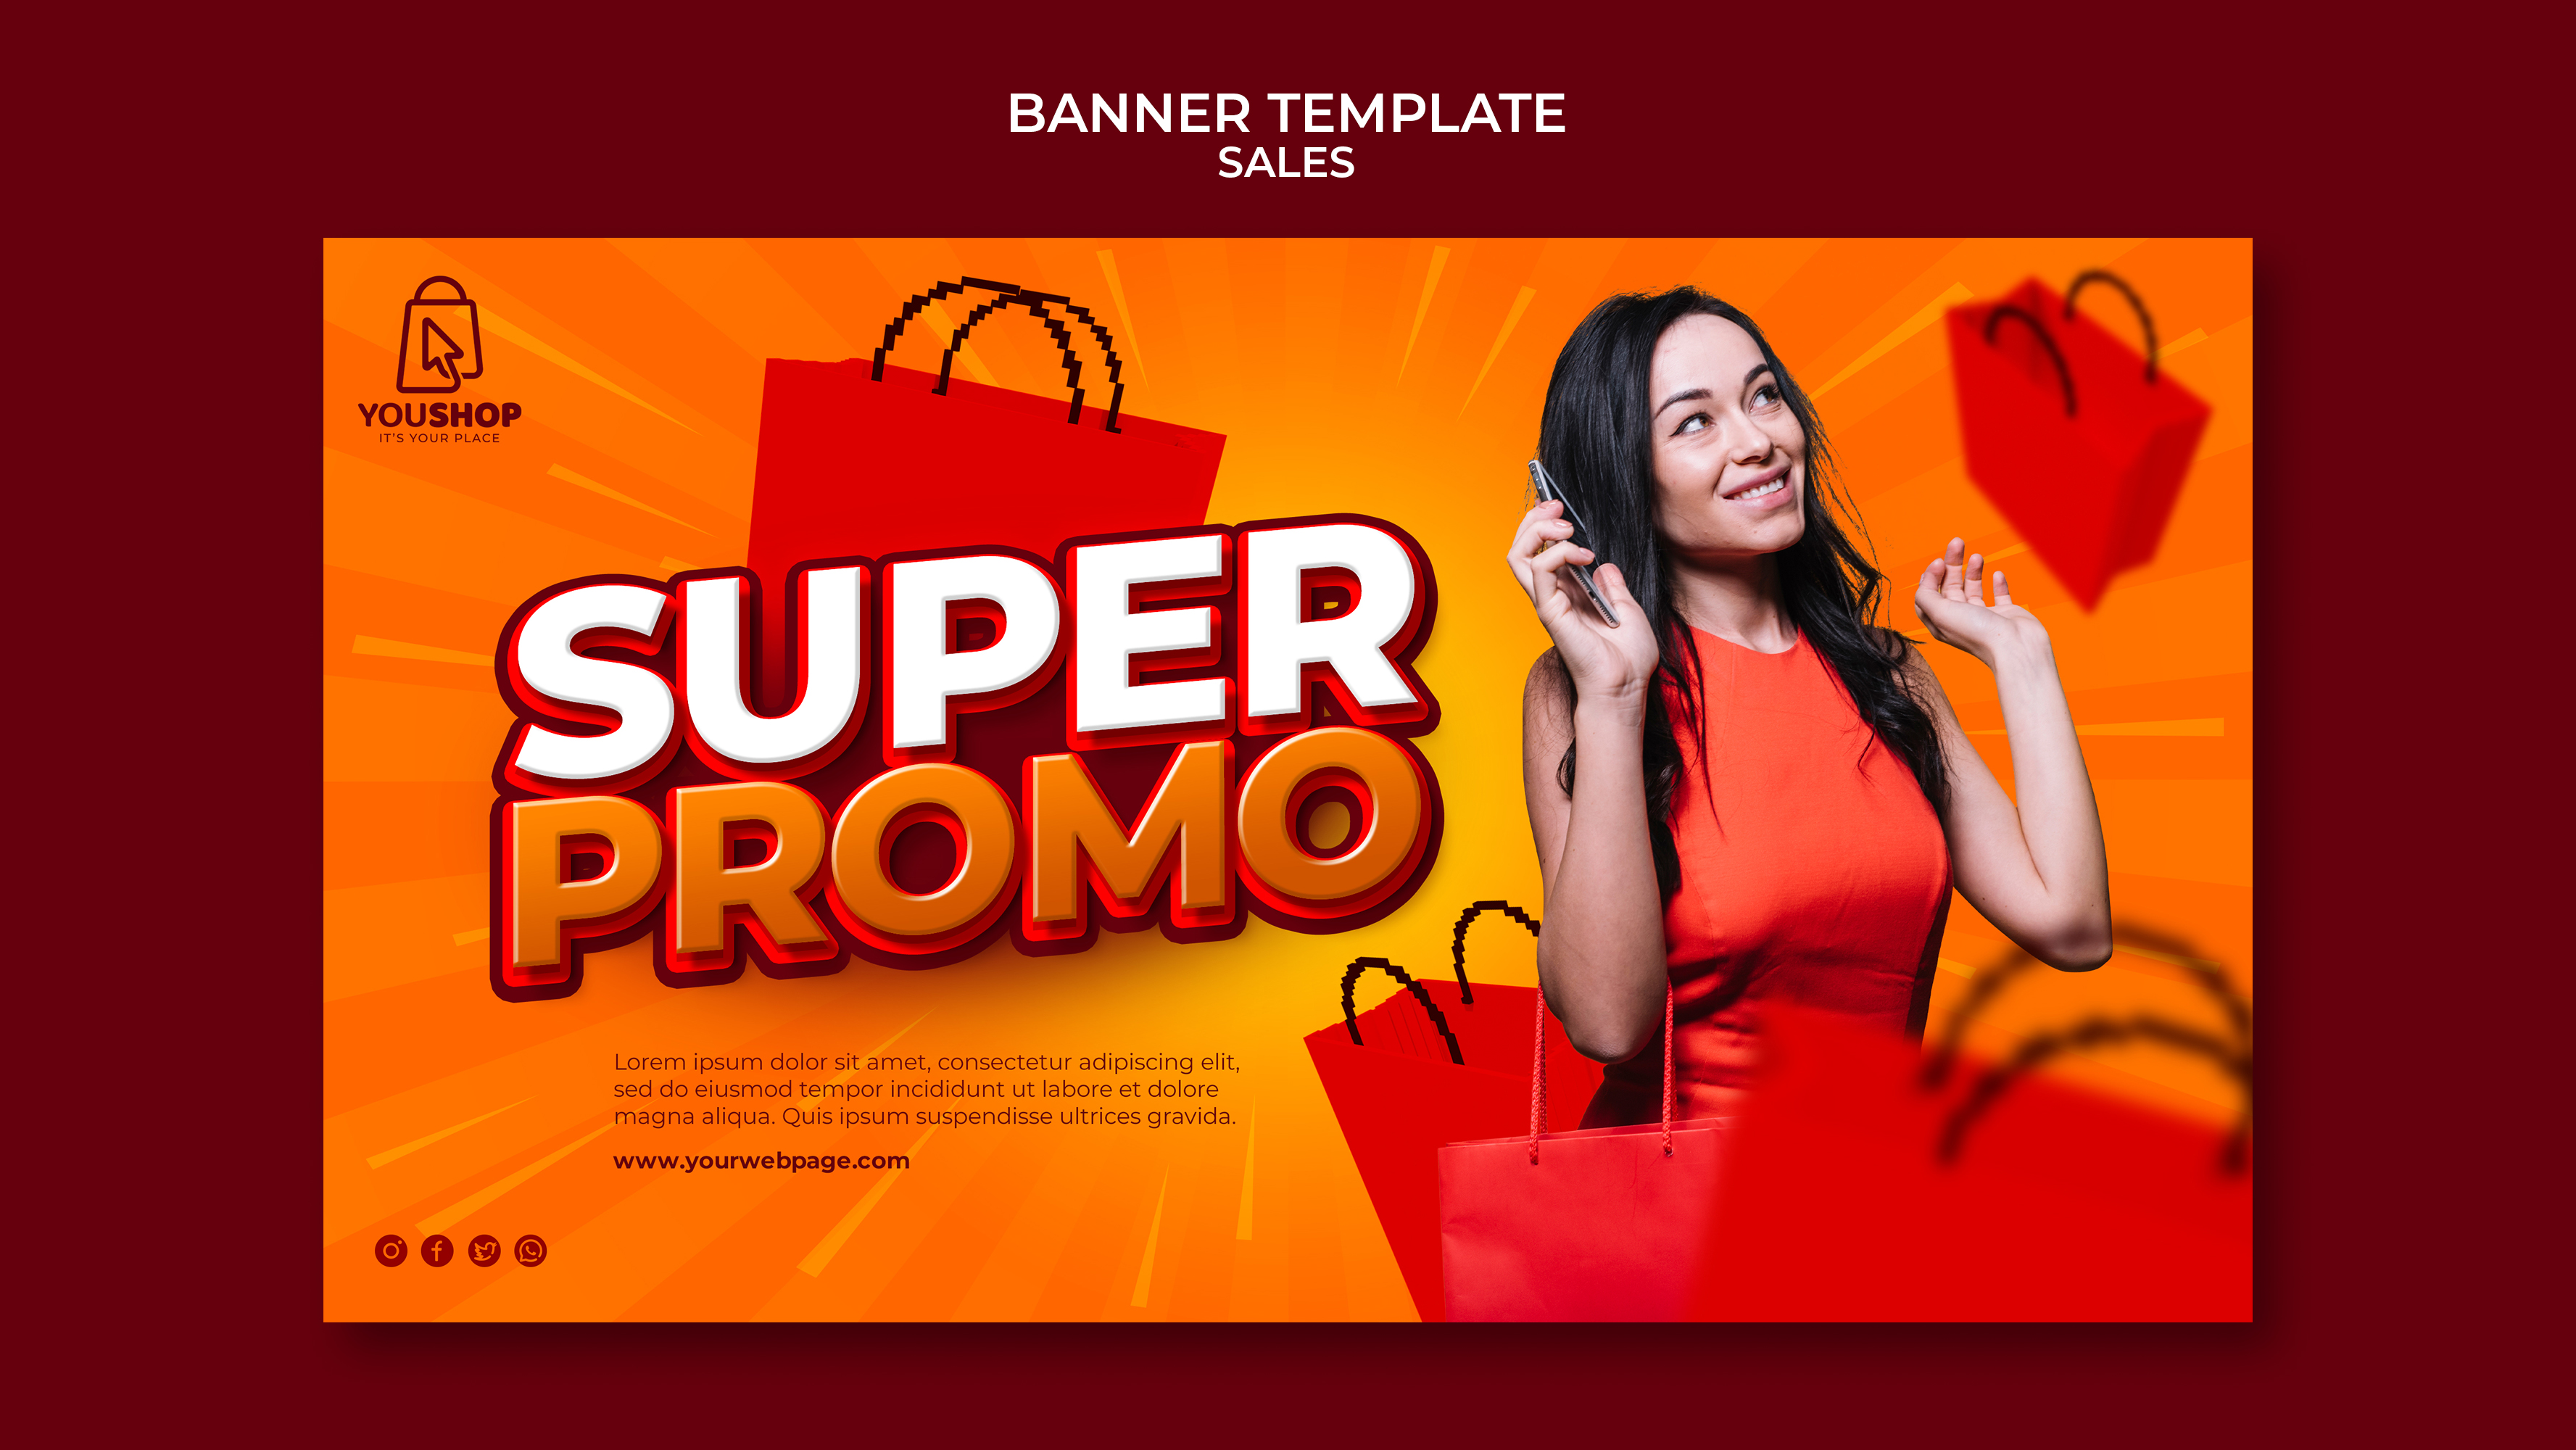 BANNER TEMPLATE
SALES
YOUSHOP
IT'S YOUR PLACE
SUPER
PROMO
Lorem ipsum dolor sit amet, consectetur adipiscing elit,
sed do eiusmod tempor incididunt ut labore et dolore
magna aliqua. Quis ipsum suspendisse ultrices gravida.
www.yourwebpage.com